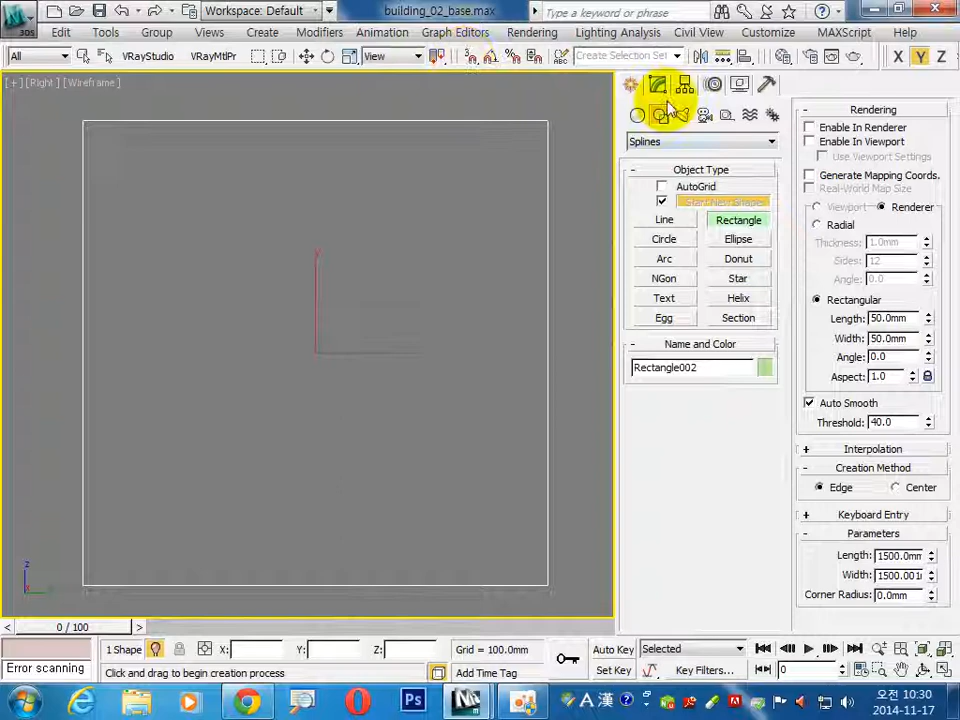 Workspace: Default
building_02_base.max
Type a keyword or phrase
3DS
Edit Tools Group Views Create Modifiers Animation Graph Editors Rendering Lighting Analysis Civil View Customize MAXScript Help
All
VRayStudio
VRayMtlPr
View
Create Selection Set
X Y Z
[+] [Right] [Wireframe]
Splines
- Object Type
AutoGrid
Start New Shape
Line Rectangle
Circle Ellipse
Arc Donut
NGon Star
Text Helix
Egg Section
- Name and Color
Rectangle002
- Rendering
Enable In Renderer
Enable In Viewport
Use Viewport Settings
Generate Mapping Coords.
Real-World Map Size
Viewport Renderer
Radial
Thickness: 1.0mm
Sides: 12
Angle: 0.0
Rectangular
Length: 50.0mm
Width: 50.0mm
Angle: 0.0
Aspect: 1.0
Auto Smooth
Threshold: 40.0
+ Interpolation
- Creation Method
Edge Center
+ Keyboard Entry
- Parameters
Length: 1500.0mm
Width: 1500.001
Corner Radius: 0.0mm
z
< 0 / 100 >
1 Shape X: Y: Z: Grid = 100.0mm
Auto Key Selected
Error scanning
Click and drag to begin creation process
Add Time Tag
Set Key Key Filters... 0
Ps
A 漢
오전 10:30
2014-11-17